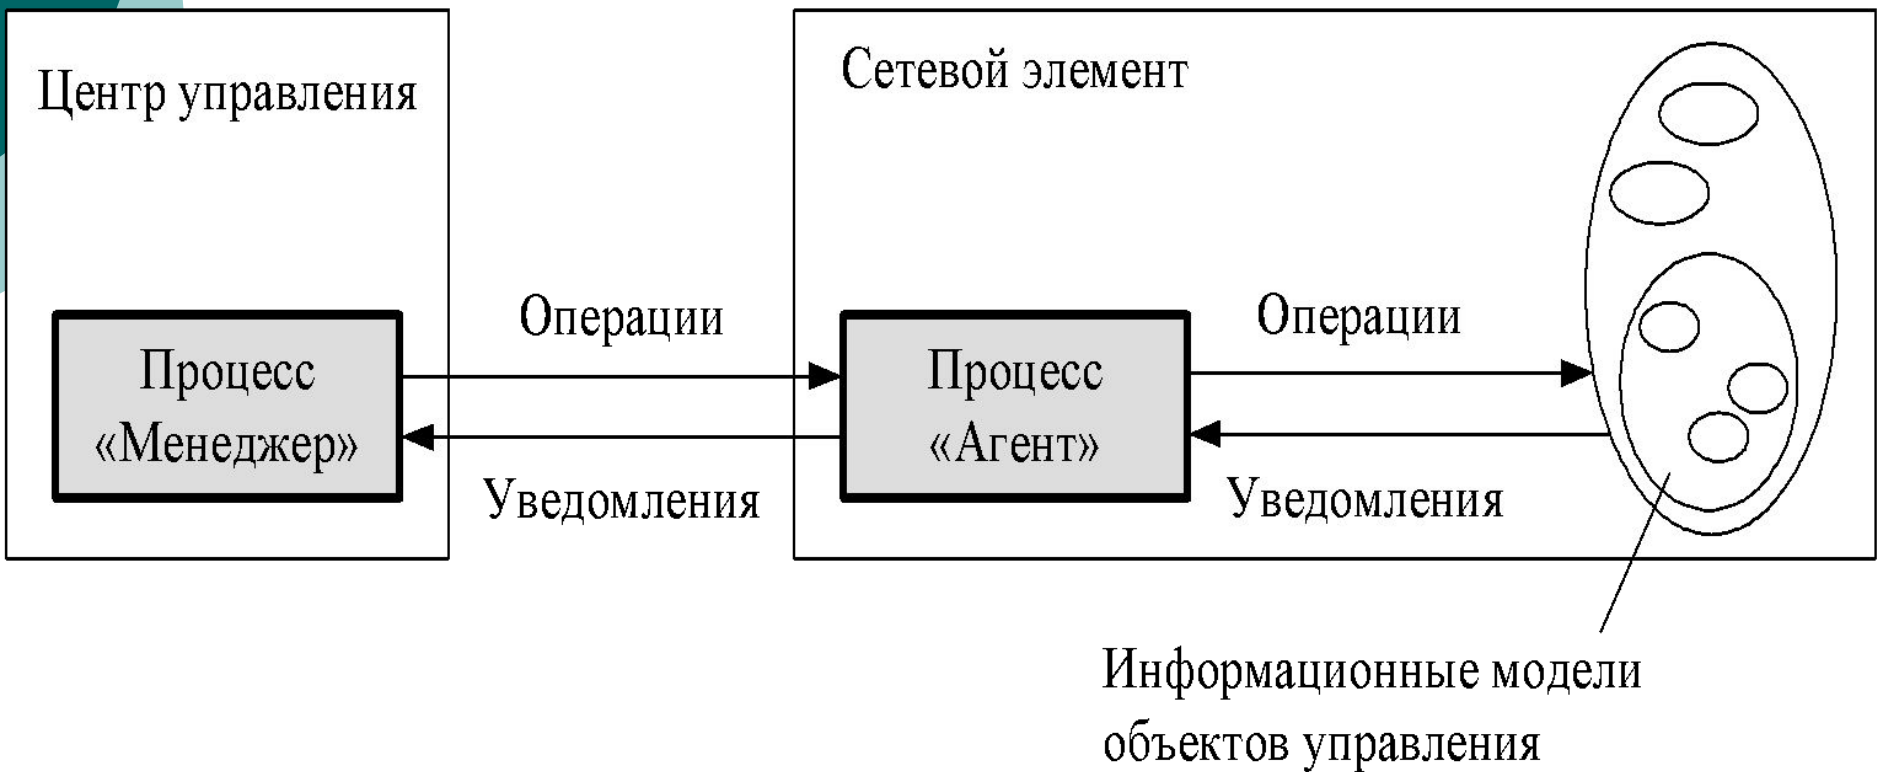 Центр управления
Сетевой элемент
Операции
Операции
Процесс
«Менеджер»
Процесс
«Агент»
Уведомления
Уведомления
Информационные модели
объектов управления